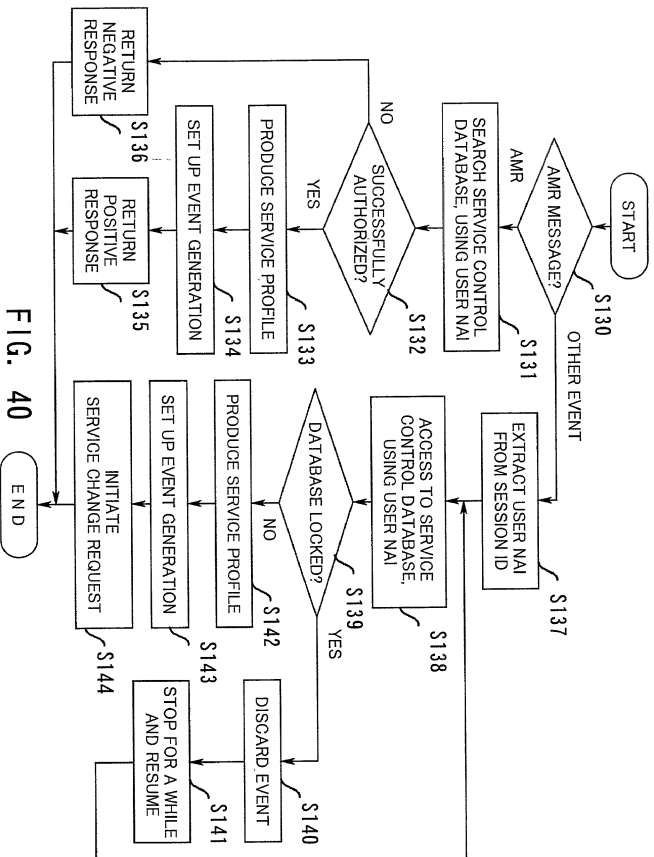 START
AMR MESSAGE?
S130
AMR
OTHER EVENT
SEARCH SERVICE CONTROL
DATABASE, USING USER NAI
S131
SUCCESSFULLY
AUTHORIZED?
S132
NO
YES
PRODUCE SERVICE PROFILE
S133
SET UP EVENT GENERATION
S134
RETURN
POSITIVE
RESPONSE
S135
RETURN
NEGATIVE
RESPONSE
S136
EXTRACT USER NAI
FROM SESSION ID
S137
ACCESS TO SERVICE
CONTROL DATABASE,
USING USER NAI
S138
DATABASE LOCKED?
S139
YES
NO
DISCARD EVENT
S140
STOP FOR A WHILE
AND RESUME
S141
PRODUCE SERVICE PROFILE
S142
SET UP EVENT GENERATION
S143
INITIATE
SERVICE CHANGE REQUEST
S144
END
FIG. 40